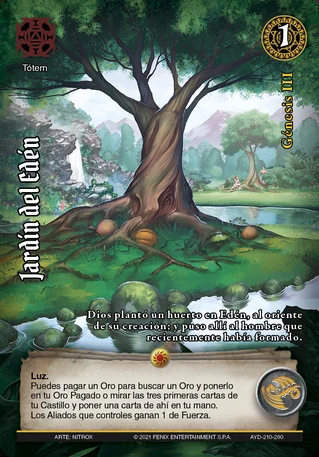 1
Tótem
Génesis III
Jardín del Edén
Dios plantó un huerto en Edén, al oriente
de su creación; y puso allí al hombre que
recientemente había formado.
Luz.
Puedes pagar un Oro para buscar un Oro y ponerlo
en tu Oro Pagado o mirar las tres primeras cartas de
tu Castillo y poner una carta de ahí en tu mano.
Los Aliados que controles ganan 1 de Fuerza.
ARTE: NITROX
© 2021 FENIX ENTERTAINMENT S.P.A.
AYD-210-260